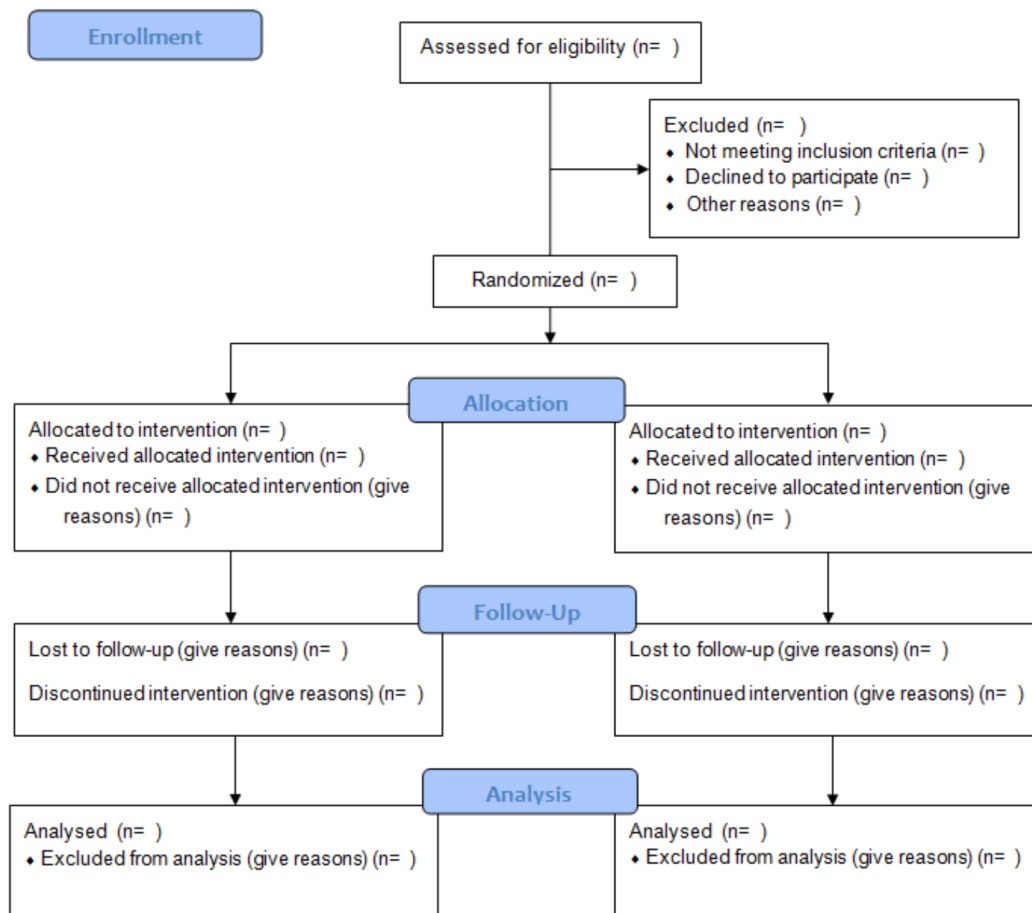 Enrollment
Assessed for eligibility (n=  )
Excluded (n=  )
♦ Not meeting inclusion criteria (n=  )
♦ Declined to participate (n=  )
♦ Other reasons (n=  )
Randomized (n=  )
Allocation
Allocated to intervention (n=  )
♦ Received allocated intervention (n=  )
♦ Did not receive allocated intervention (give
reasons) (n=  )
Allocated to intervention (n=  )
♦ Received allocated intervention (n=  )
♦ Did not receive allocated intervention (give
reasons) (n=  )
Follow-Up
Lost to follow-up (give reasons) (n=  )
Discontinued intervention (give reasons) (n=  )
Lost to follow-up (give reasons) (n=  )
Discontinued intervention (give reasons) (n=  )
Analysis
Analysed (n=  )
♦ Excluded from analysis (give reasons) (n=  )
Analysed (n=  )
♦ Excluded from analysis (give reasons) (n=  )